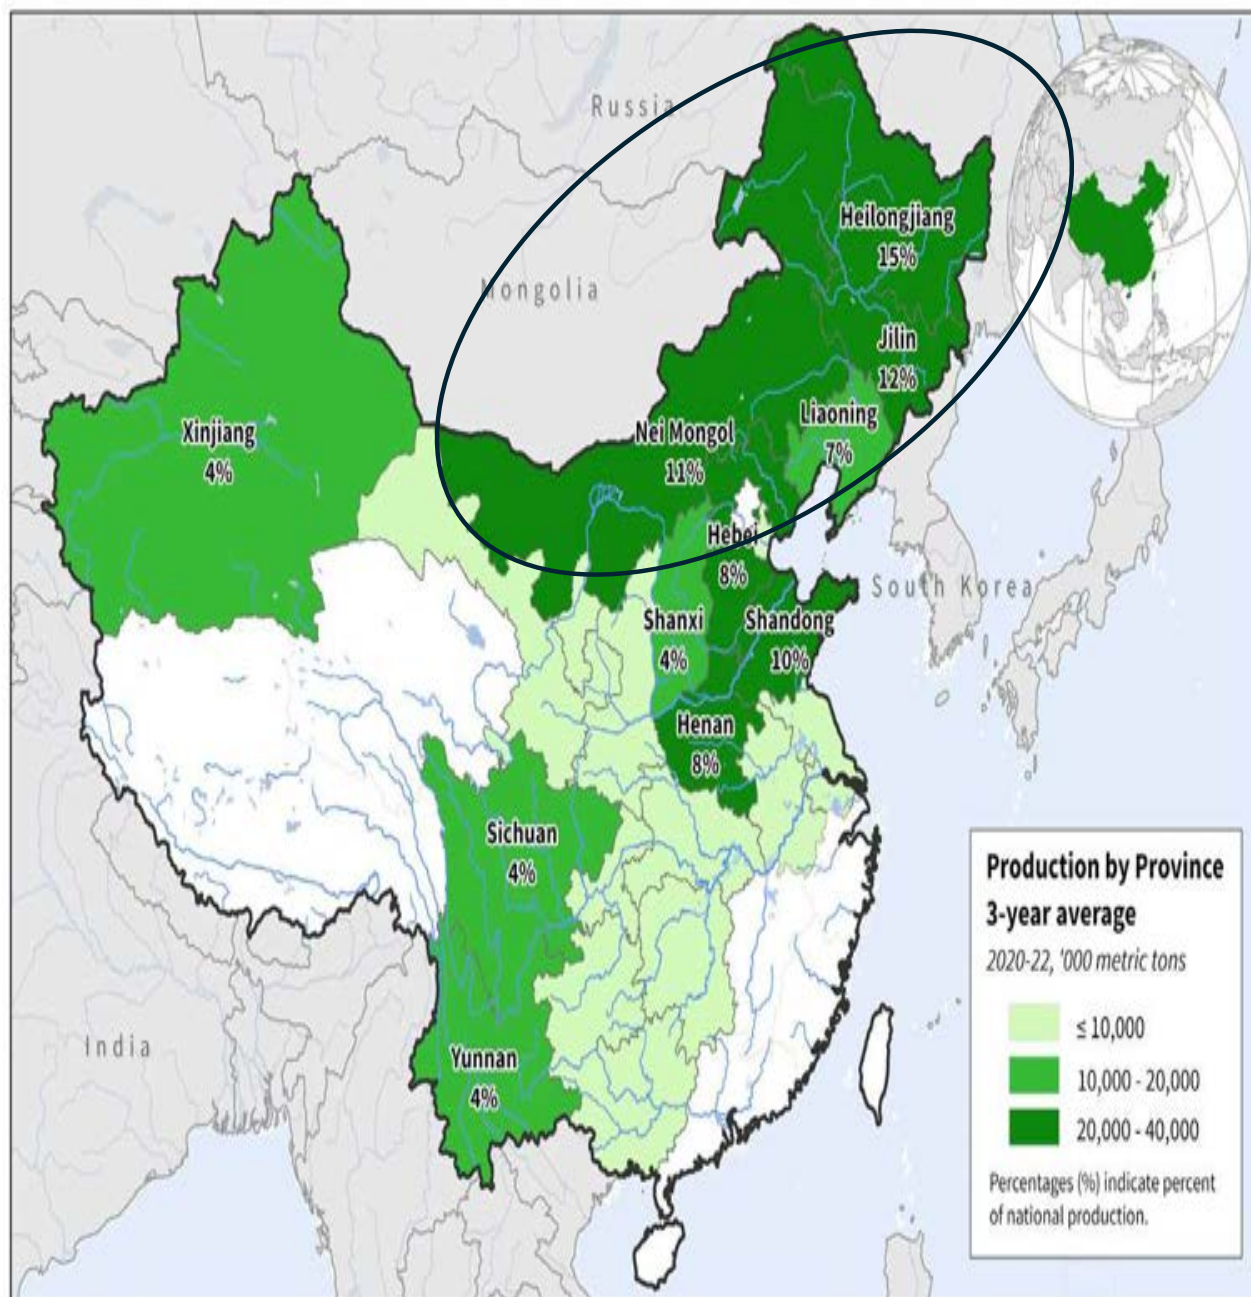 Russia
Mongolia
Heilongjiang
15%
Jilin
12%
Liaoning
7%
Nei Mongol
11%
Xinjiang
4%
Hebei
8%
South Korea
Shanxi
4%
Shandong
10%
Henan
8%
Sichuan
4%
India
Yunnan
4%
Production by Province
3-year average
2020-22, '000 metric tons
≤ 10,000
10,000 - 20,000
20,000 - 40,000
Percentages (%) indicate percent
of national production.